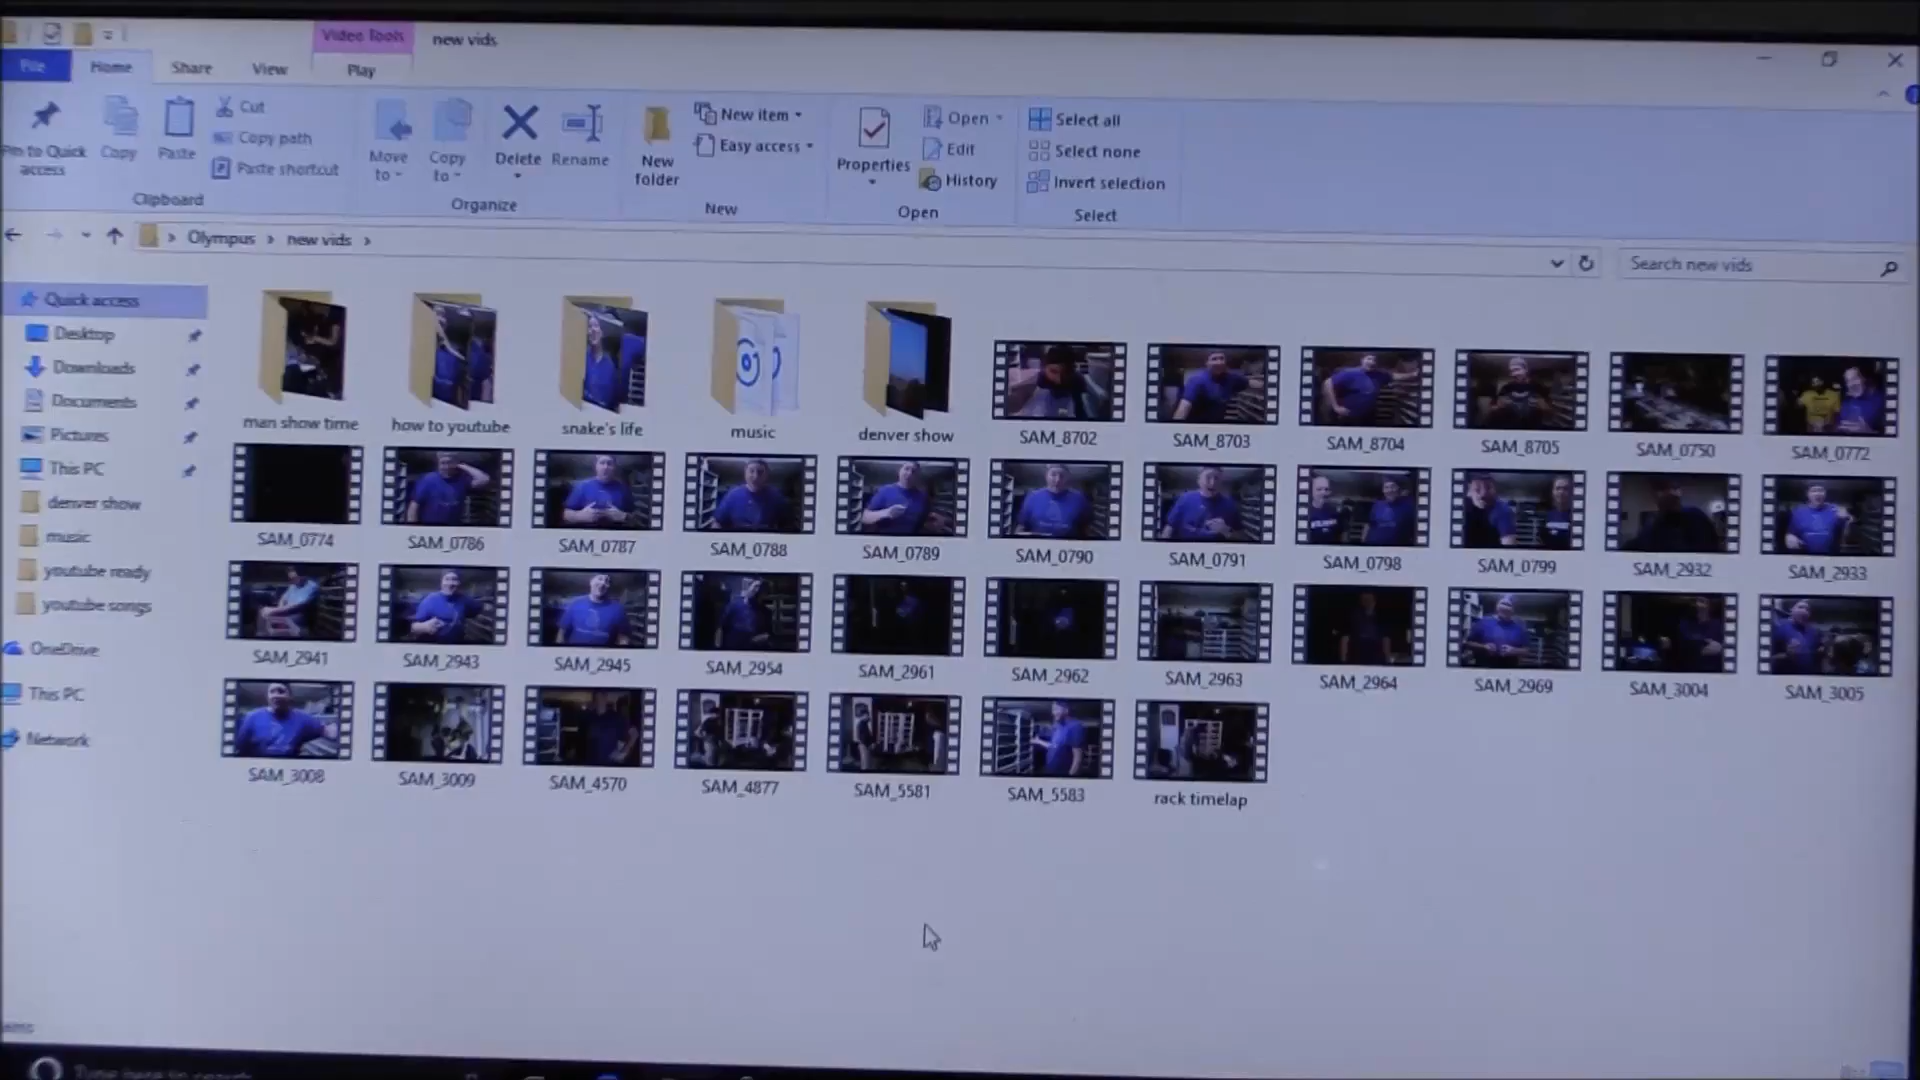 Video Tools new vids
File Home Share View Play
Pin to Quick access
Copy
Paste
Cut
Copy path
Paste shortcut
Clipboard
Move to
Copy to
Delete
Rename
Organize
New folder
New item
Easy access
New
Properties
Open
Edit
History
Open
Select all
Select none
Invert selection
Select
Olympus > new vids >
Search new vids
Quick access
Desktop
Downloads
Documents
Pictures
This PC
denver show
music
youtube ready
youtube songs
OneDrive
This PC
Network
man show time how to youtube snake's life music denver show SAM_8702 SAM_8703 SAM_8704 SAM_8705 SAM_0750 SAM_0772
SAM_0774 SAM_0786 SAM_0787 SAM_0788 SAM_0789 SAM_0790 SAM_0791 SAM_0798 SAM_0799 SAM_2932 SAM_2933
SAM_2941 SAM_2943 SAM_2945 SAM_2954 SAM_2961 SAM_2962 SAM_2963 SAM_2964 SAM_2969 SAM_3004 SAM_3005
SAM_3008 SAM_3009 SAM_4570 SAM_4877 SAM_5581 SAM_5583 rack timelap